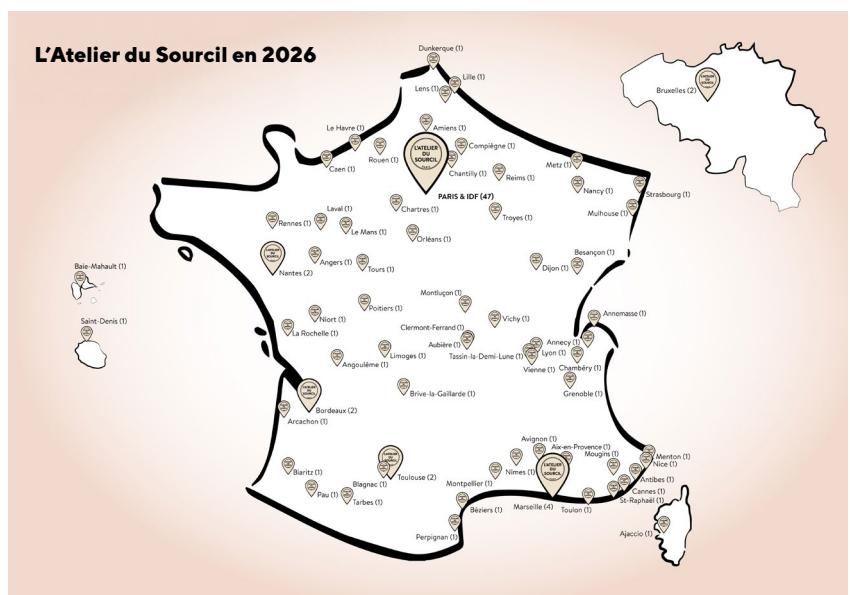 L'Atelier du Sourcil en 2026
Dunkerque (1)
Lille (1)
Lens (1)
Bruxelles (2)
Amiens (1)
Le Havre (1)
Rouen (1)
Caen (1)
L'ATELIER
DU
SOURCIL
PARIS
Compiègne (1)
Chantilly (1)
Reims (1)
Metz (1)
Nancy (1)
Strasbourg (1)
Mulhouse (1)
PARIS & IDF (47)
Chartres (1)
Troyes (1)
Laval (1)
Rennes (1)
Le Mans (1)
Orléans (1)
Nantes (2)
Angers (1)
Tours (1)
Dijon (1)
Besançon (1)
Baie-Mahault (1)
Saint-Denis (1)
Montluçon (1)
Poitiers (1)
Niort (1)
La Rochelle (1)
Vichy (1)
Annemasse (1)
Clermont-Ferrand (1)
Aubière (1)
Annecy (1)
Lyon (1)
Tassin-la-Demi-Lune (1)
Vienne (1)
Chambéry (1)
Grenoble (1)
Limoges (1)
Angoulême (1)
Brive-la-Gaillarde (1)
Bordeaux (2)
Arcachon (1)
Biarritz (1)
Pau (1)
Tarbes (1)
Blagnac (1)
Toulouse (2)
Avignon (1)
Aix-en-Provence (1)
Nîmes (1)
Montpellier (1)
Béziers (1)
Perpignan (1)
L'ATELIER
DU
SOURCIL
Marseille (4)
Toulon (1)
Mougins (1)
Menton (1)
Nice (1)
Antibes (1)
Cannes (1)
St-Raphaël (1)
Ajaccio (1)